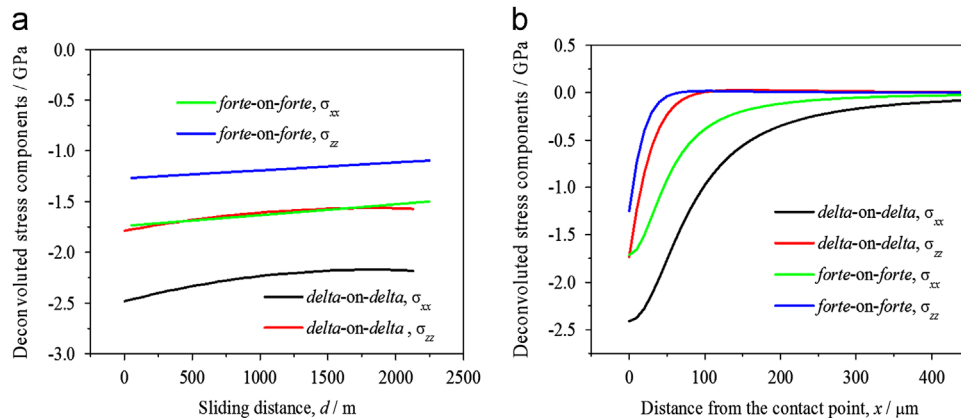 a
Deconvoluted stress components / GPa
0.0
-0.5
-1.0
-1.5
-2.0
-2.5
-3.0
forte-on-forte, σxx
forte-on-forte, σzz
delta-on-delta, σxx
delta-on-delta , σzz
0 500 1000 1500 2000 2500
Sliding distance, d / m
b
Deconvoluted stress components / GPa
0.5
0.0
-0.5
-1.0
-1.5
-2.0
-2.5
delta-on-delta, σxx
delta-on-delta, σzz
forte-on-forte, σxx
forte-on-forte, σzz
0 100 200 300 400
Distance from the contact point, x / μm